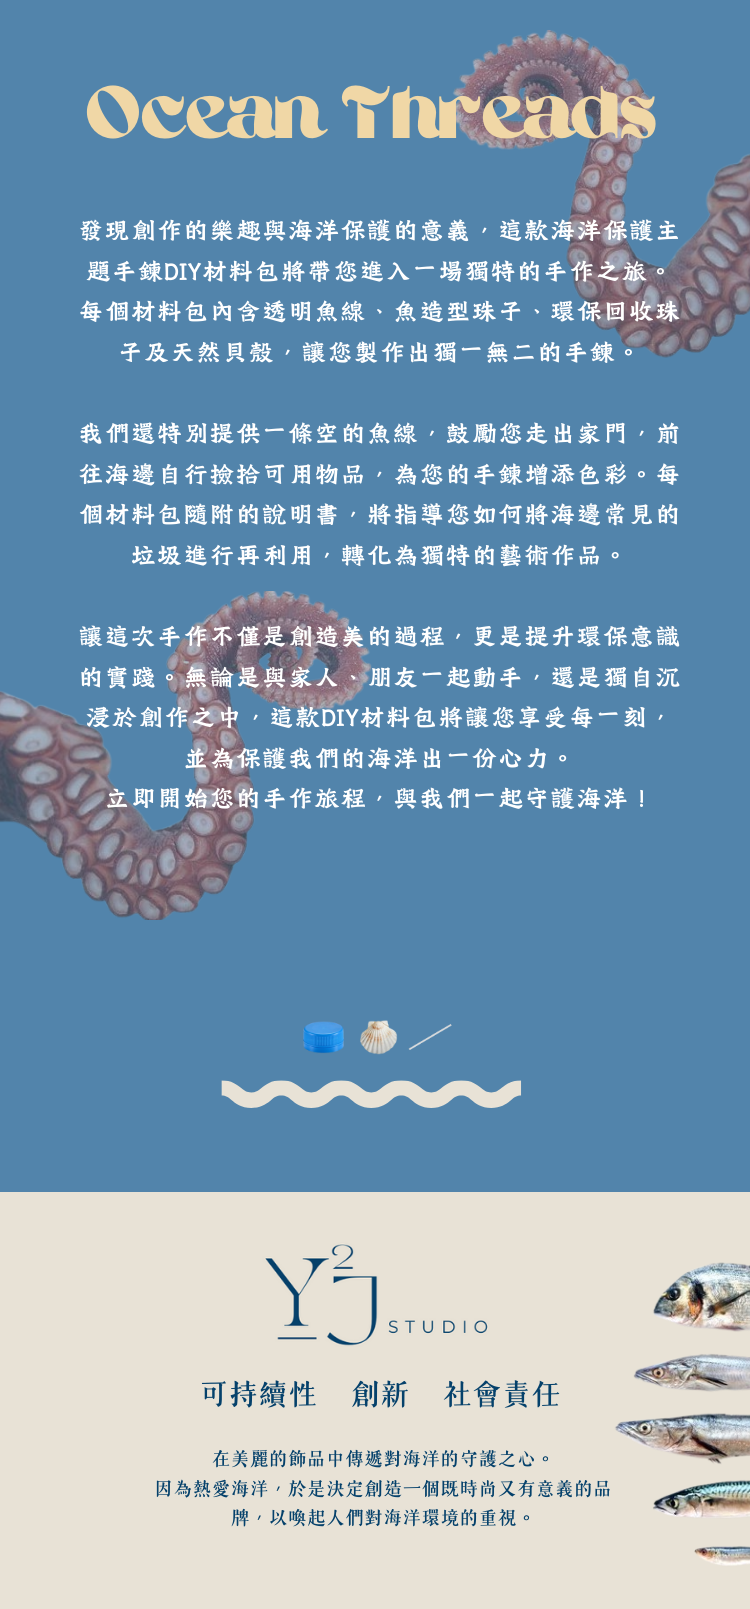 Ocean Threads
發現創作的樂趣與海洋保護的意義，這款海洋保護主
題手鍊DIY材料包將帶您進入一場獨特的手作之旅。
每個材料包內含透明魚線、魚造型珠子、環保回收珠
子及天然貝殼，讓您製作出獨一無二的手鍊。
我們還特別提供一條空的魚線，鼓勵您走出家門，前
往海邊自行撿拾可用物品，為您的手鍊增添色彩。每
個材料包隨附的說明書，將指導您如何將海邊常見的
垃圾進行再利用，轉化為獨特的藝術作品。
讓這次手作不僅是創造美的過程，更是提升環保意識
的實踐。無論是與家人、朋友一起動手，還是獨自沉
浸於創作之中，這款DIY材料包將讓您享受每一刻，
並為保護我們的海洋出一份心力。
立即開始您的手作旅程，與我們一起守護海洋！
Y²J STUDIO
可持續性　創新　社會責任
在美麗的飾品中傳遞對海洋的守護之心。
因為熱愛海洋，於是決定創造一個既時尚又有意義的品
牌，以喚起人們對海洋環境的重視。